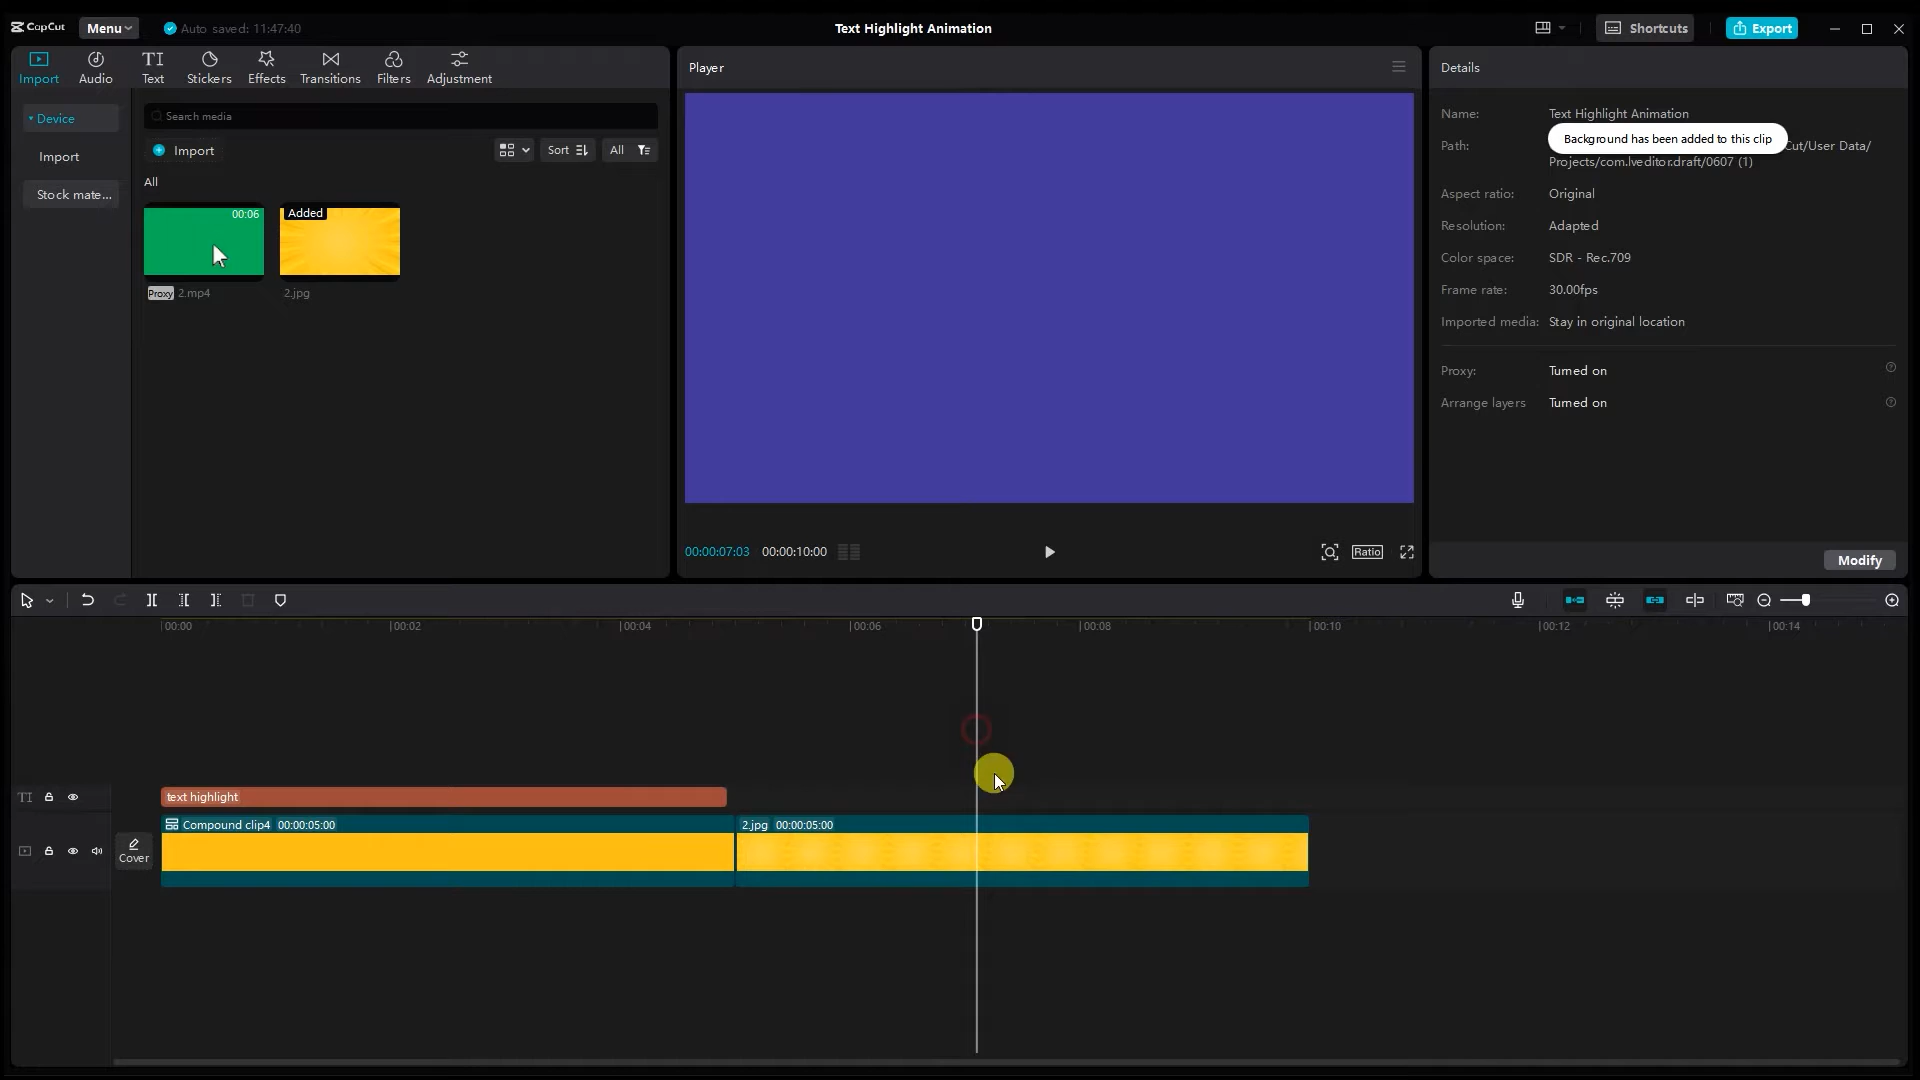 CapCut
Menu
Auto saved: 11:47:40
Text Highlight Animation
Shortcuts
Export
Import
Audio
Text
Stickers
Effects
Transitions
Filters
Adjustment
Device
Import
Stock mate...
Search media
Import
Sort
All
All
00:06
Proxy 2.mp4
Added
2.jpg
Player
00:00:07:03
00:00:10:00
Ratio
Details
Name: Text Highlight Animation
Background has been added to this clip
Path: Cut/User Data/
Projects/com.lveditor.draft/0607 (1)
Aspect ratio: Original
Resolution: Adapted
Color space: SDR - Rec.709
Frame rate: 30.00fps
Imported media: Stay in original location
Proxy: Turned on
Arrange layers Turned on
Modify
00:00
00:02
00:04
00:06
00:08
00:10
00:12
00:14
TI
text highlight
Compound clip4 00:00:05:00
2.jpg 00:00:05:00
Cover